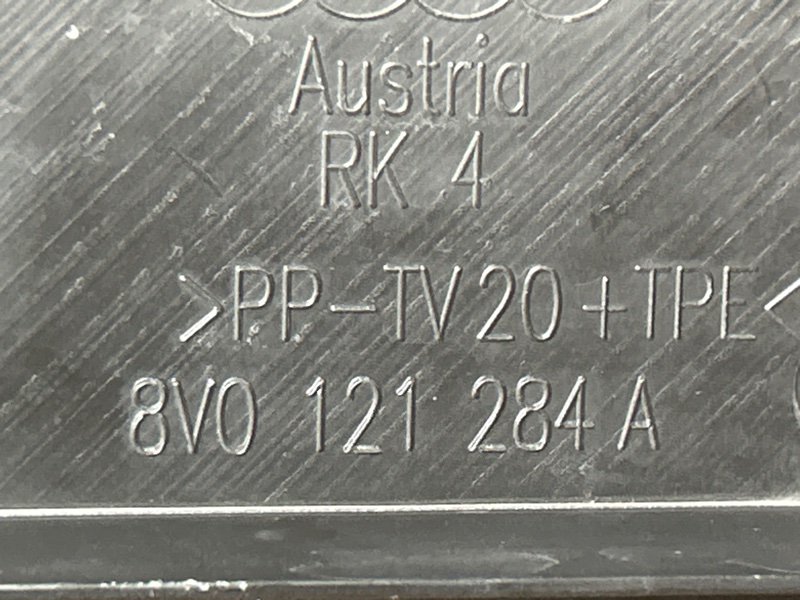 Austria
RK 4
>PP-TV20+TPE<
8V0 121 284 A